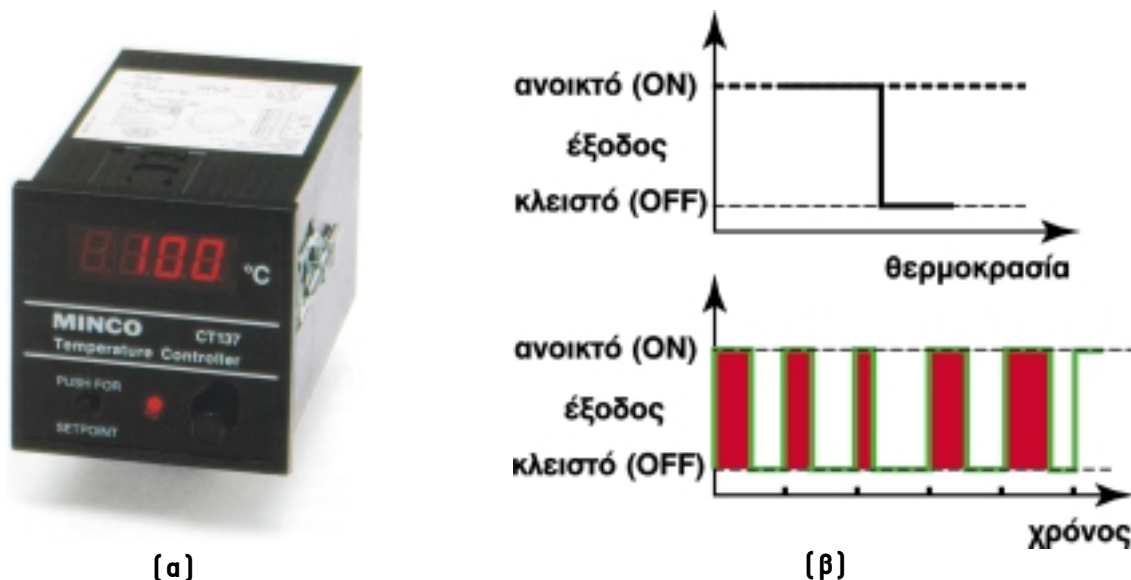 100 °C
MINCO CT137
Temperature Controller
PUSH FOR
SETPOINT
(α)
ανοικτό (ON)
έξοδος
κλειστό (OFF)
θερμοκρασία
ανοικτό (ON)
έξοδος
κλειστό (OFF)
χρόνος
(β)